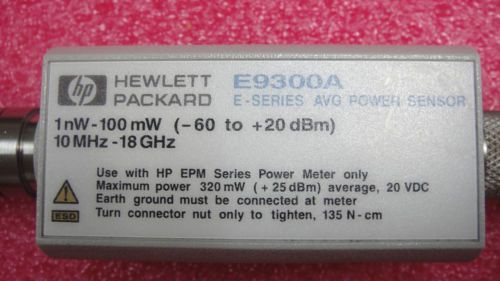 hp HEWLETT PACKARD
E9300A
E-SERIES AVG POWER SENSOR
1nW-100mW (-60 to +20dBm)
10MHz-18GHz
Use with HP EPM Series Power Meter only
Maximum power 320mW (+25dBm) average, 20 VDC
Earth ground must be connected at meter
Turn connector nut only to tighten, 135 N-cm
ESD